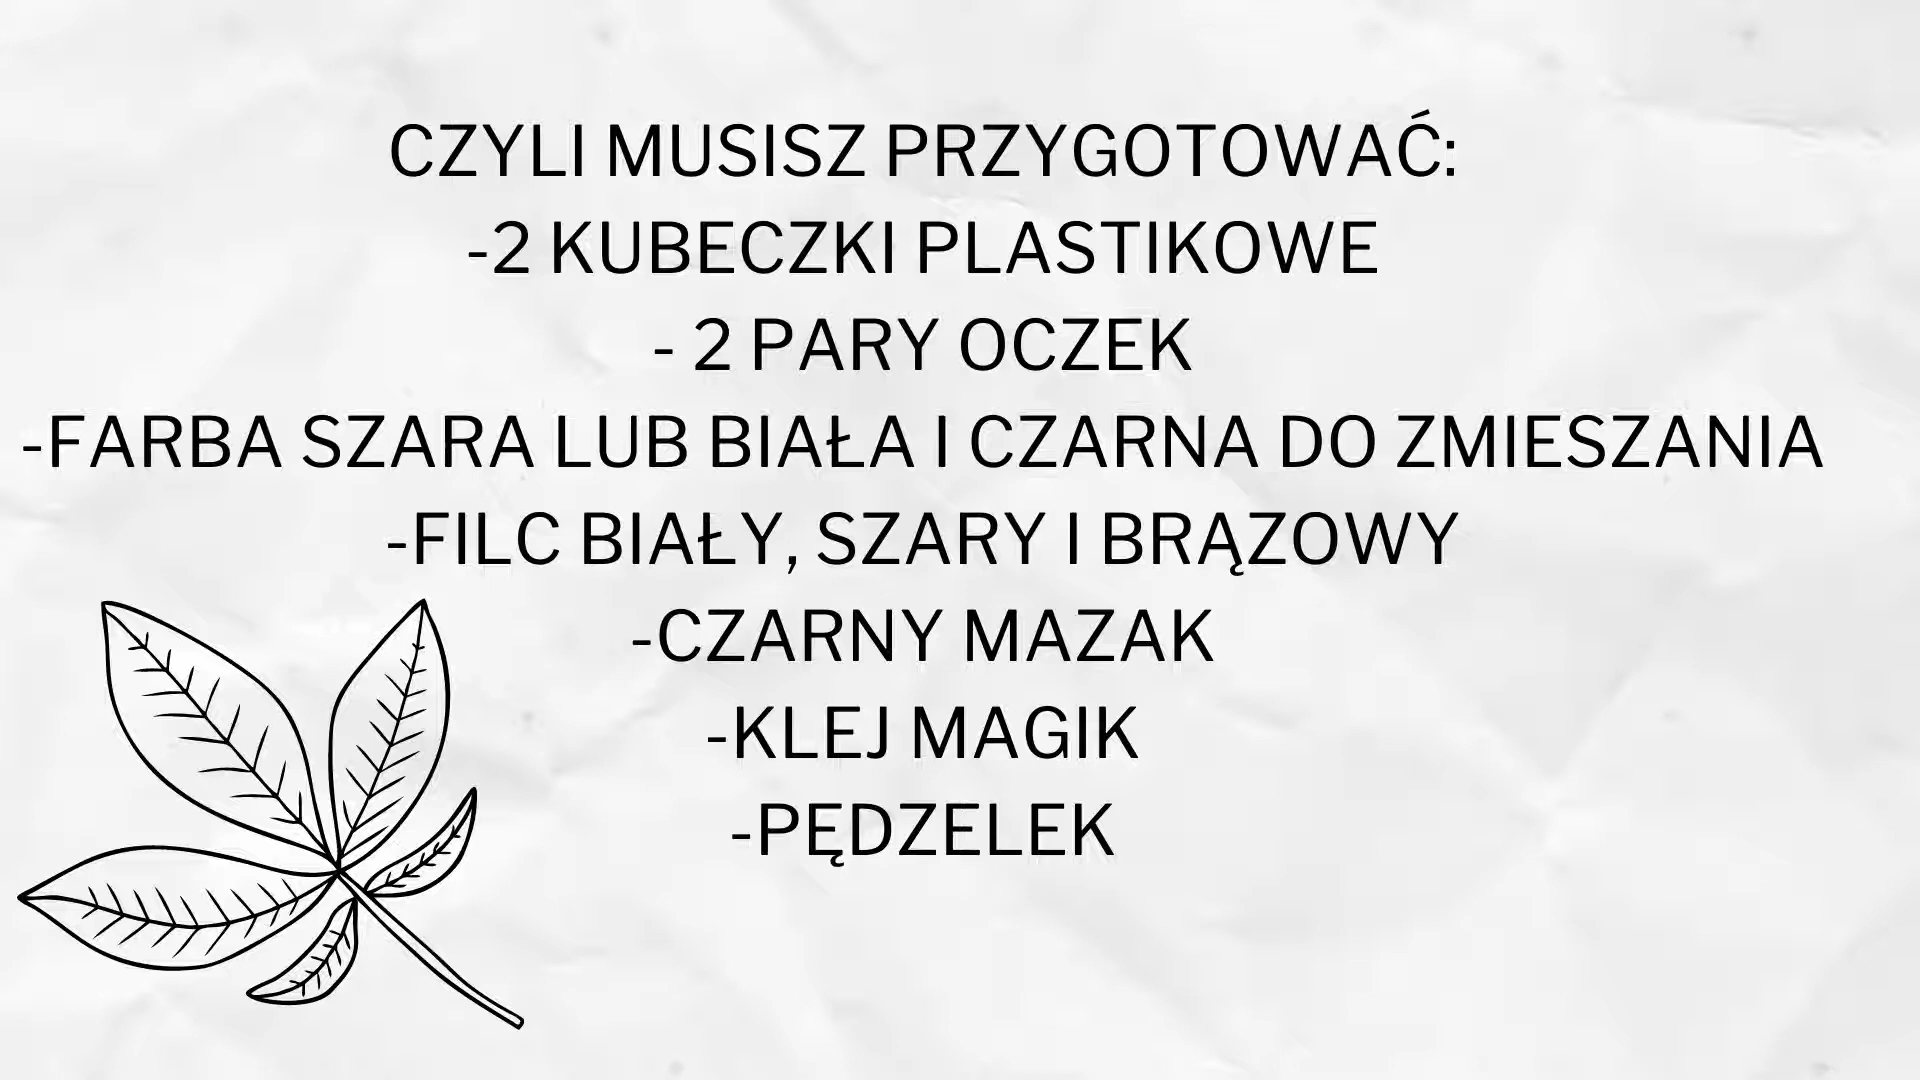 CZYLI MUSISZ PRZYGOTOWAĆ:
-2 KUBECZKI PLASTIKOWE
- 2 PARY OCZEK
-FARBA SZARA LUB BIAŁA I CZARNA DO ZMIESZANIA
-FILC BIAŁY, SZARY I BRĄZOWY
-CZARNY MAZAK
-KLEJ MAGIK
-PĘDZELEK